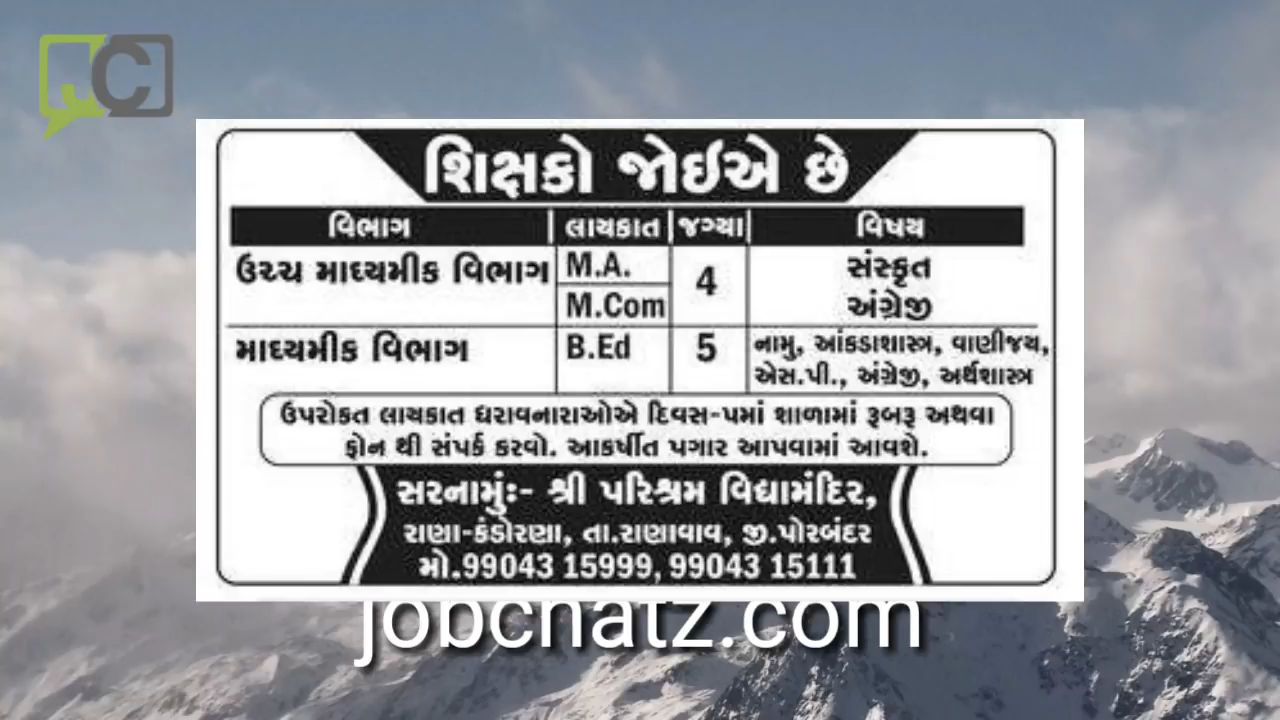 શિક્ષકો જોઇએ છે
વિભાગ લાયકાત જગ્યા વિષય
ઉચ્ચ માધ્યમીક વિભાગ M.A. 4 સંસ્કૃત
M.Com અંગ્રેજી
માધ્યમીક વિભાગ B.Ed 5 નામુ, આંકડાશાસ્ત્ર, વાણીજય,
એસ.પી., અંગ્રેજી, અર્થશાસ્ત્ર
ઉપરોકત લાયકાત ધરાવનારાઓએ દિવસ-૫માં શાળામાં રૂબરૂ અથવા
ફોન થી સંપર્ક કરવો. આકર્ષીત પગાર આપવામાં આવશે.
સરનામુંઃ- શ્રી પરિશ્રમ વિદ્યામંદિર,
રાણા-કંડોરણા, તા.રાણાવાવ, જી.પોરબંદર
મો.99043 15999, 99043 15111
jobchatz.com